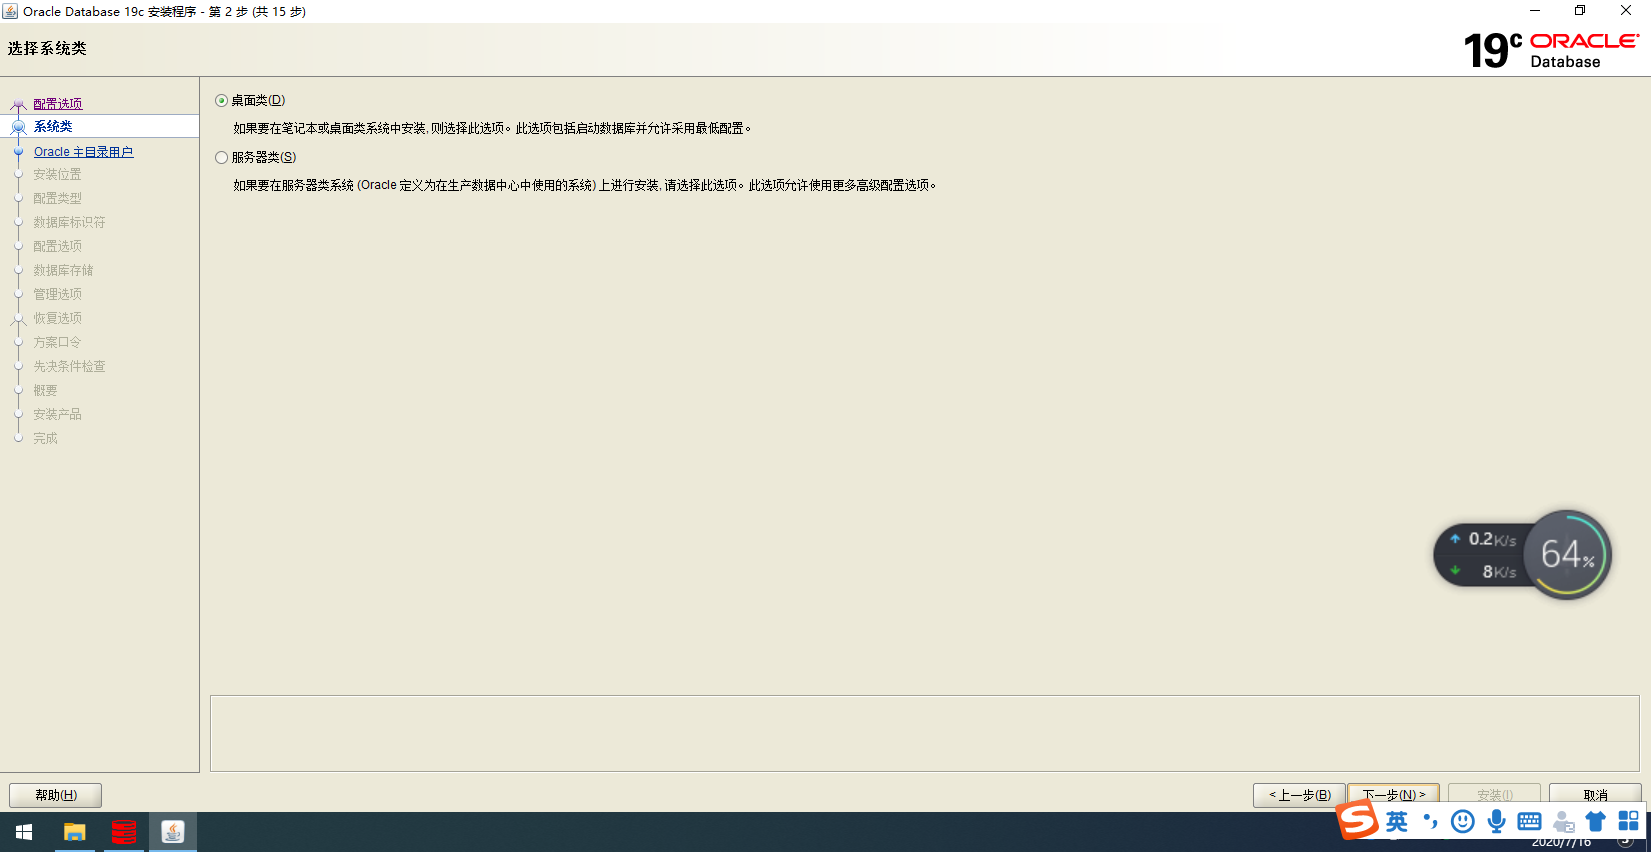 Oracle Database 19c 安装程序 - 第 2 步 (共 15 步)
选择系统类
19c ORACLE
Database
配置选项
系统类
Oracle 主目录用户
安装位置
配置类型
数据库标识符
配置选项
数据库存储
管理选项
恢复选项
方案口令
先决条件检查
概要
安装产品
完成
桌面类(D)
如果要在笔记本或桌面类系统中安装,则选择此选项。此选项包括启动数据库并允许采用最低配置。
服务器类(S)
如果要在服务器类系统 (Oracle 定义为在生产数据中心中使用的系统) 上进行安装,请选择此选项。此选项允许使用更多高级配置选项。
0.2K/s
8K/s
64%
帮助(H)
< 上一步(B)
下一步(N) >
安装(I)
取消
S 英
2020/7/16